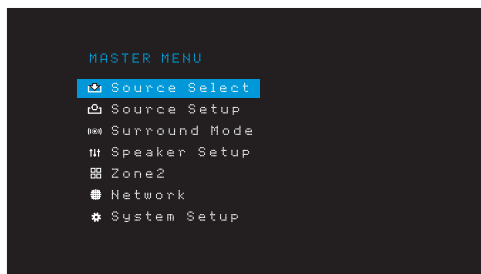 MASTER MENU
Source Select
Source Setup
Surround Mode
Speaker Setup
Zone2
Network
System Setup